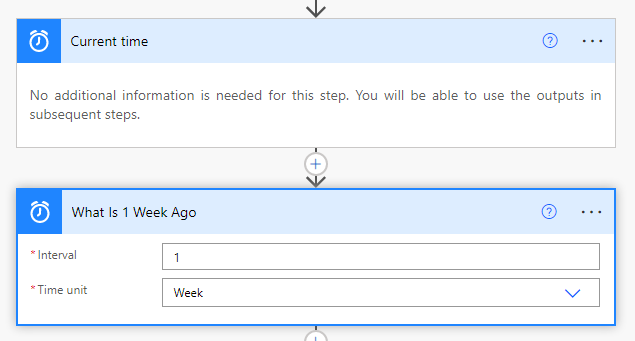 Current time
No additional information is needed for this step. You will be able to use the outputs in
subsequent steps.
What Is 1 Week Ago
* Interval
1
* Time unit
Week